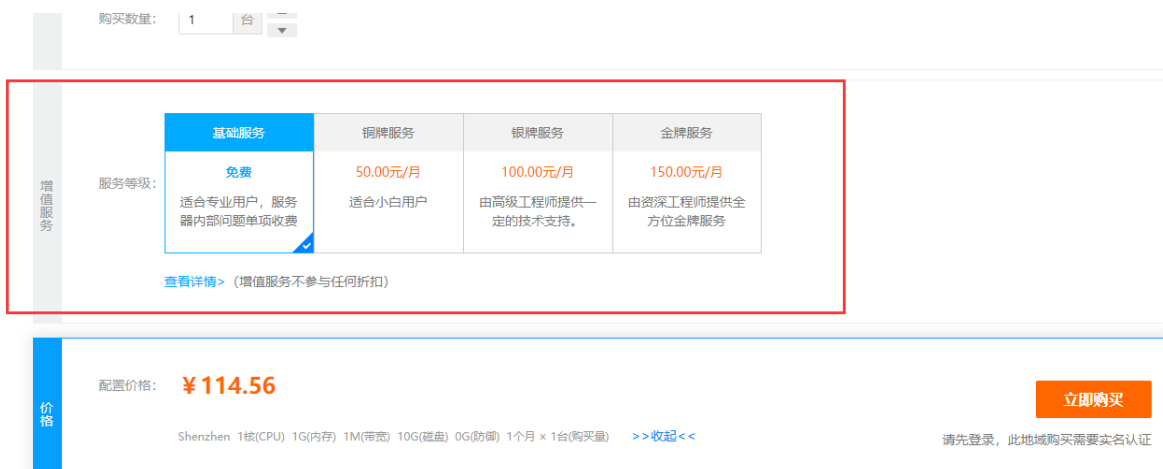 购买数量： 1 台
增值服务
服务等级：
基础服务 铜牌服务 银牌服务 金牌服务
免费 50.00元/月 100.00元/月 150.00元/月
适合专业用户，服务器内部问题单项收费
适合小白用户
由高级工程师提供一定的技术支持。
由资深工程师提供全方位金牌服务
查看详情>（增值服务不参与任何折扣）
价格
配置价格： ￥114.56
立即购买
Shenzhen 1核(CPU) 1G(内存) 1M(带宽) 10G(磁盘) 0G(防御) 1个月 × 1台(购买量) >>收起<<
请先登录，此地域购买需要实名认证